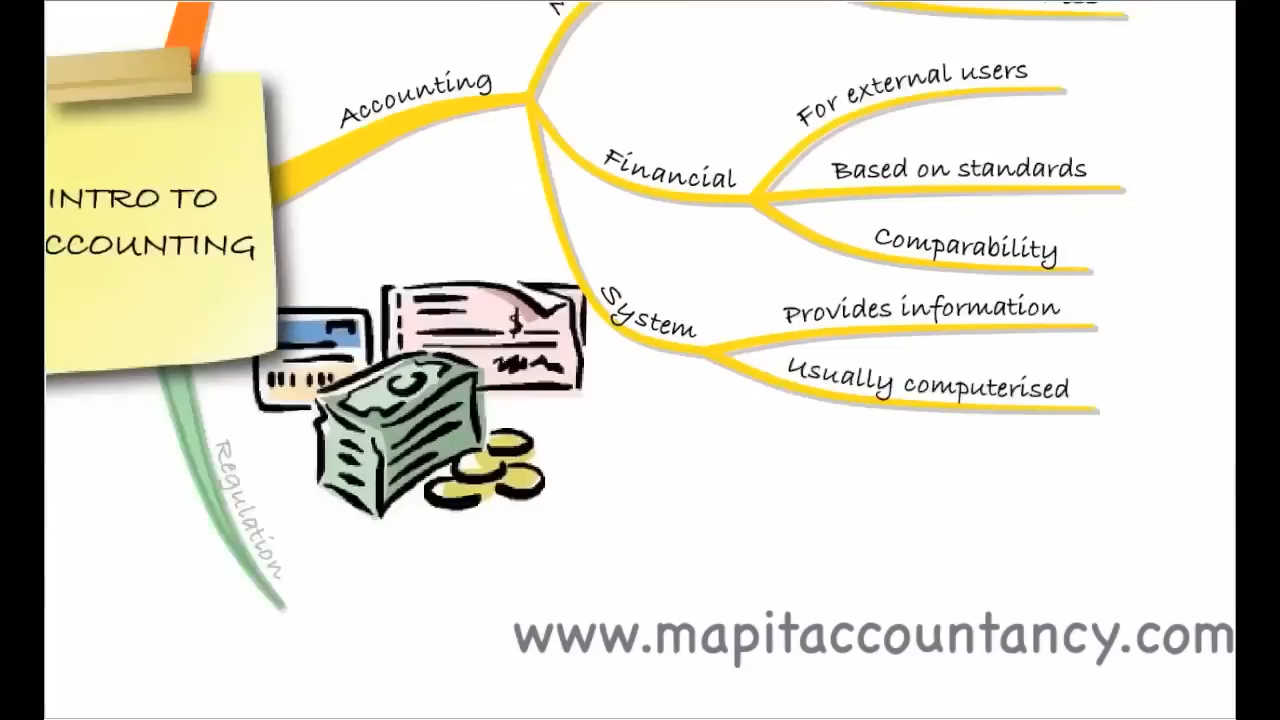 Accounting
For external users
Financial
Based on standards
Comparability
INTRO TO
CCOUNTING
System
Provides information
Usually computerised
$
Regulation
www.mapitaccountancy.com